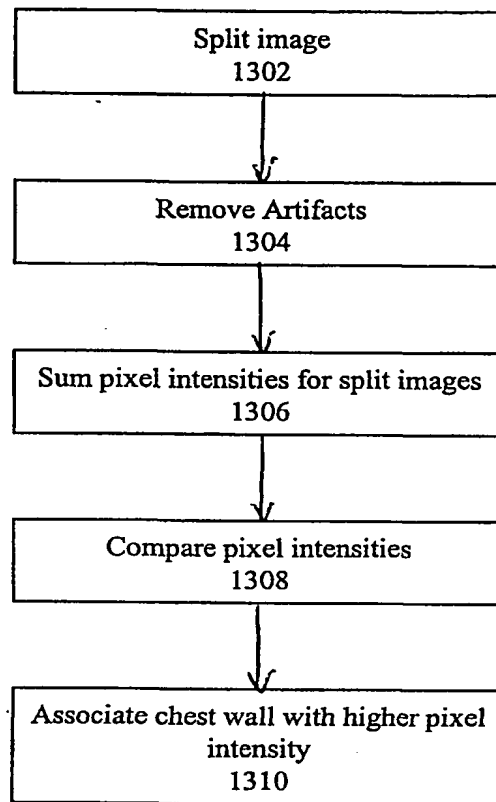 Split image
1302
Remove Artifacts
1304
Sum pixel intensities for split images
1306
Compare pixel intensities
1308
Associate chest wall with higher pixel
intensity
1310